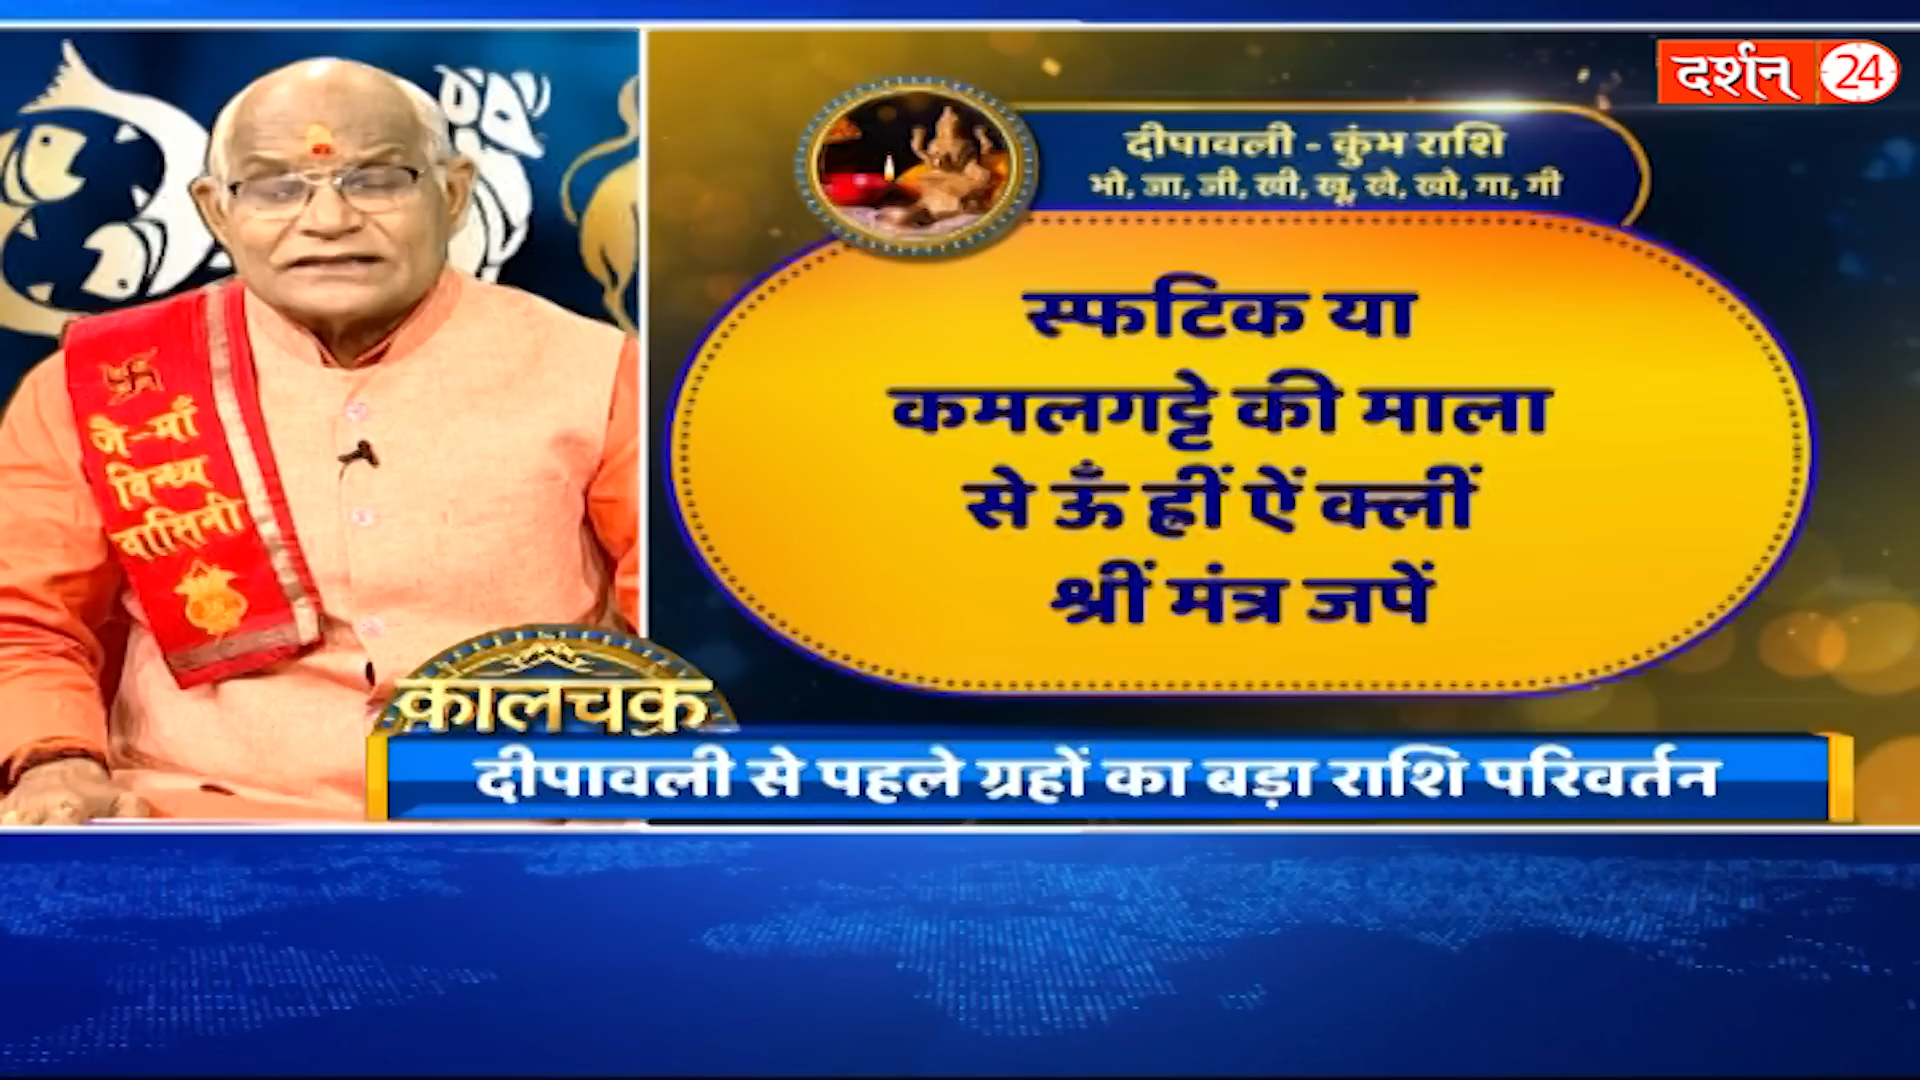 दर्शन 24
दीपावली - कुंभ राशि
भो, जा, जी, खी, खू, खे, खो, गा, गी
स्फटिक या
कमलगट्टे की माला
से ऊँ ह्रीं ऐं क्लीं
श्रीं मंत्र जपें
जै माँ
विन्ध्य
वासिनी
कालचक्र
दीपावली से पहले ग्रहों का बड़ा राशि परिवर्तन